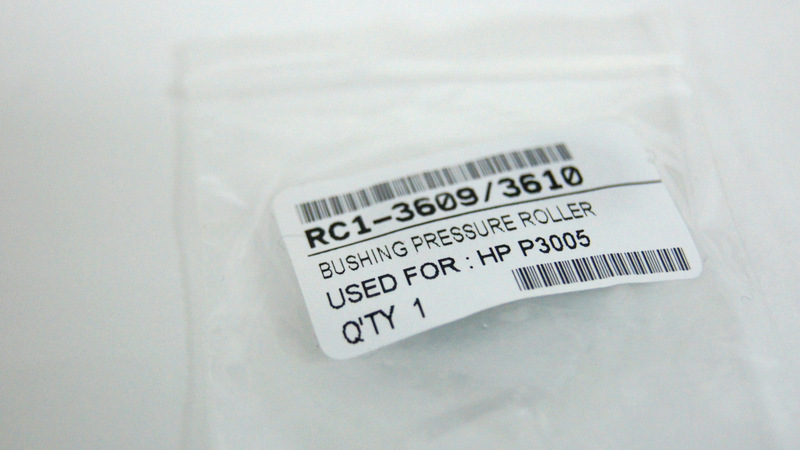 RC1-3609/3610
BUSHING PRESSURE ROLLER
USED FOR : HP P3005
Q'TY 1